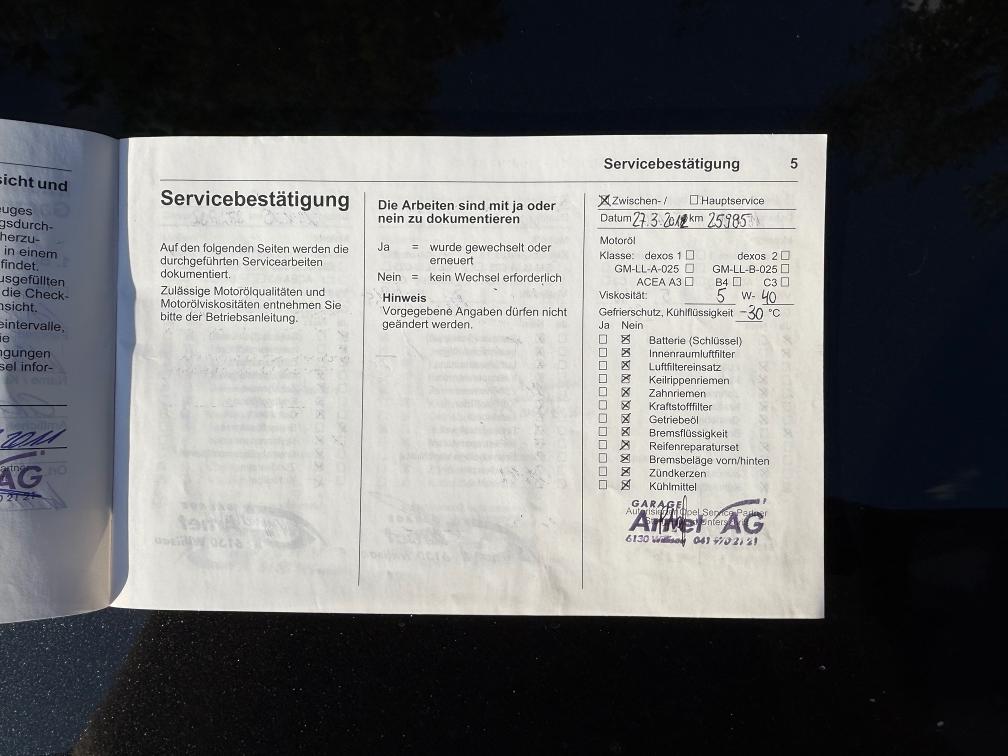 sicht und
euges
gsdurch-
herzu-
in einem
findet.
usgefüllten
die Check-
nsicht.
eintervalle,
ie
ngungen
sel infor-
2011
AG
Servicebestätigung 5
Servicebestätigung
Auf den folgenden Seiten werden die
durchgeführten Servicearbeiten
dokumentiert.
Zulässige Motorölqualitäten und
Motorölviskositäten entnehmen Sie
bitte der Betriebsanleitung.
Die Arbeiten sind mit ja oder
nein zu dokumentieren
Ja = wurde gewechselt oder
erneuert
Nein = kein Wechsel erforderlich
Hinweis
Vorgegebene Angaben dürfen nicht
geändert werden.
Zwischen- / Hauptservice
Datum 27.3.2012 km 25985
Motoröl
Klasse: dexos 1 dexos 2
GM-LL-A-025 GM-LL-B-025
ACEA A3 B4 C3
Viskosität: 5 W- 40
Gefrierschutz, Kühlflüssigkeit -30 °C
Ja Nein
Batterie (Schlüssel)
Innenraumluftfilter
Luftfiltereinsatz
Keilrippenriemen
Zahnriemen
Kraftstofffilter
Getriebeöl
Bremsflüssigkeit
Reifenreparaturset
Bremsbeläge vorn/hinten
Zündkerzen
Kühlmittel
GARAGE
Autorisierter Opel Service Partner
Arnet AG
6130 Willisau 041 970 21 21